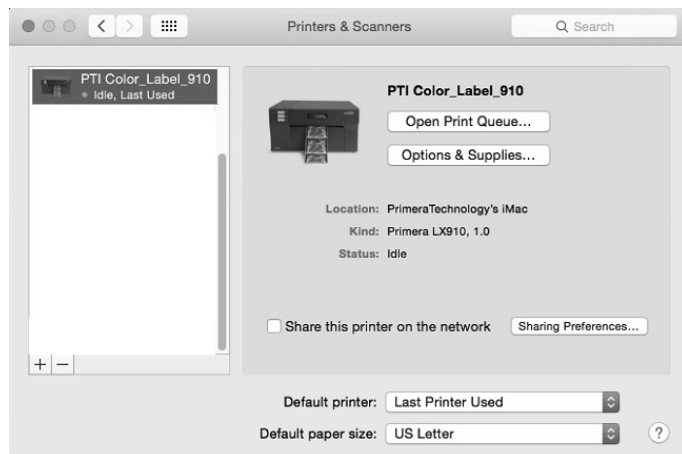 Printers & Scanners
Search
PTI Color_Label_910
Idle, Last Used
PTI Color_Label_910
Open Print Queue...
Options & Supplies...
Location: PrimeraTechnology's iMac
Kind: Primera LX910, 1.0
Status: Idle
Share this printer on the network
Sharing Preferences...
+ −
Default printer: Last Printer Used
Default paper size: US Letter
?